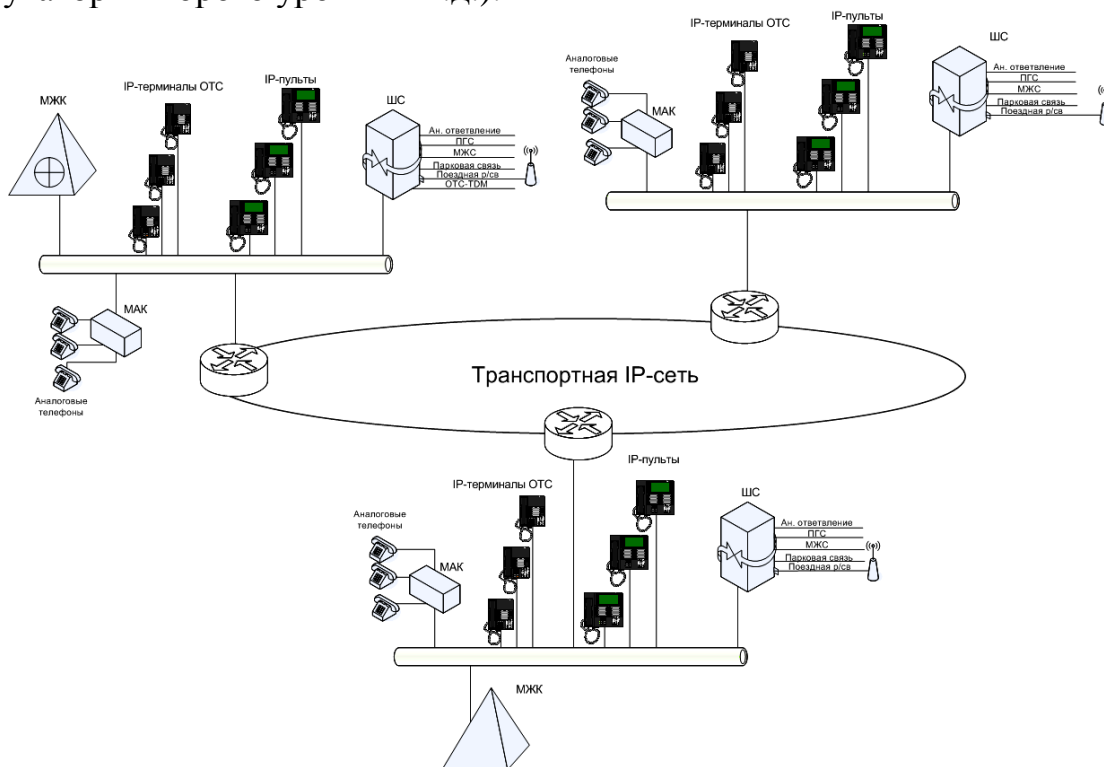 IP-терминалы ОТС
IP-пульты
ШС
Аналоговые
телефоны
МАК
Ан. ответвление
ПГС
МЖС
Парковая связь
Поездная р/св
МЖК
IP-терминалы ОТС
IP-пульты
ШС
Ан. ответвление
ПГС
МЖС
Парковая связь
Поездная р/св
ОТС-TDM
МАК
Аналоговые
телефоны
Транспортная IP-сеть
IP-терминалы ОТС
IP-пульты
ШС
Аналоговые
телефоны
МАК
Ан. ответвление
ПГС
МЖС
Парковая связь
Поездная р/св
МЖК